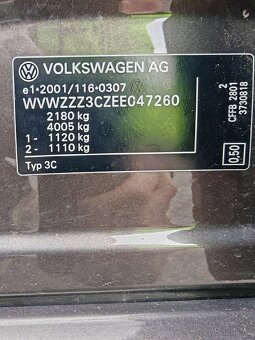 VOLKSWAGEN AG
e1*2001/116*0307
WVWZZZ3CZEE047260
2180 kg
4005 kg
1- 1120 kg
2- 1110 kg
Typ 3C
2
CFFB 2801
3730818
0.50